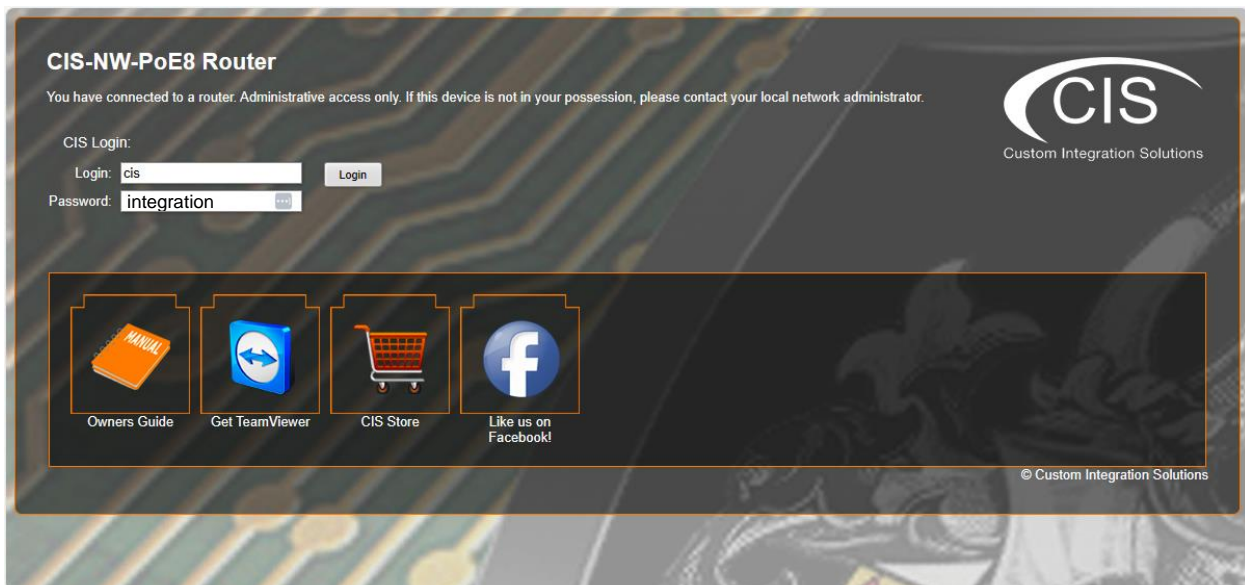 CIS-NW-PoE8 Router
You have connected to a router. Administrative access only. If this device is not in your possession, please contact your local network administrator.
CIS
Custom Integration Solutions
CIS Login:
Login: cis
Login
Password: integration
MANUAL
Owners Guide
Get TeamViewer
CIS Store
f
Like us on
Facebook!
© Custom Integration Solutions